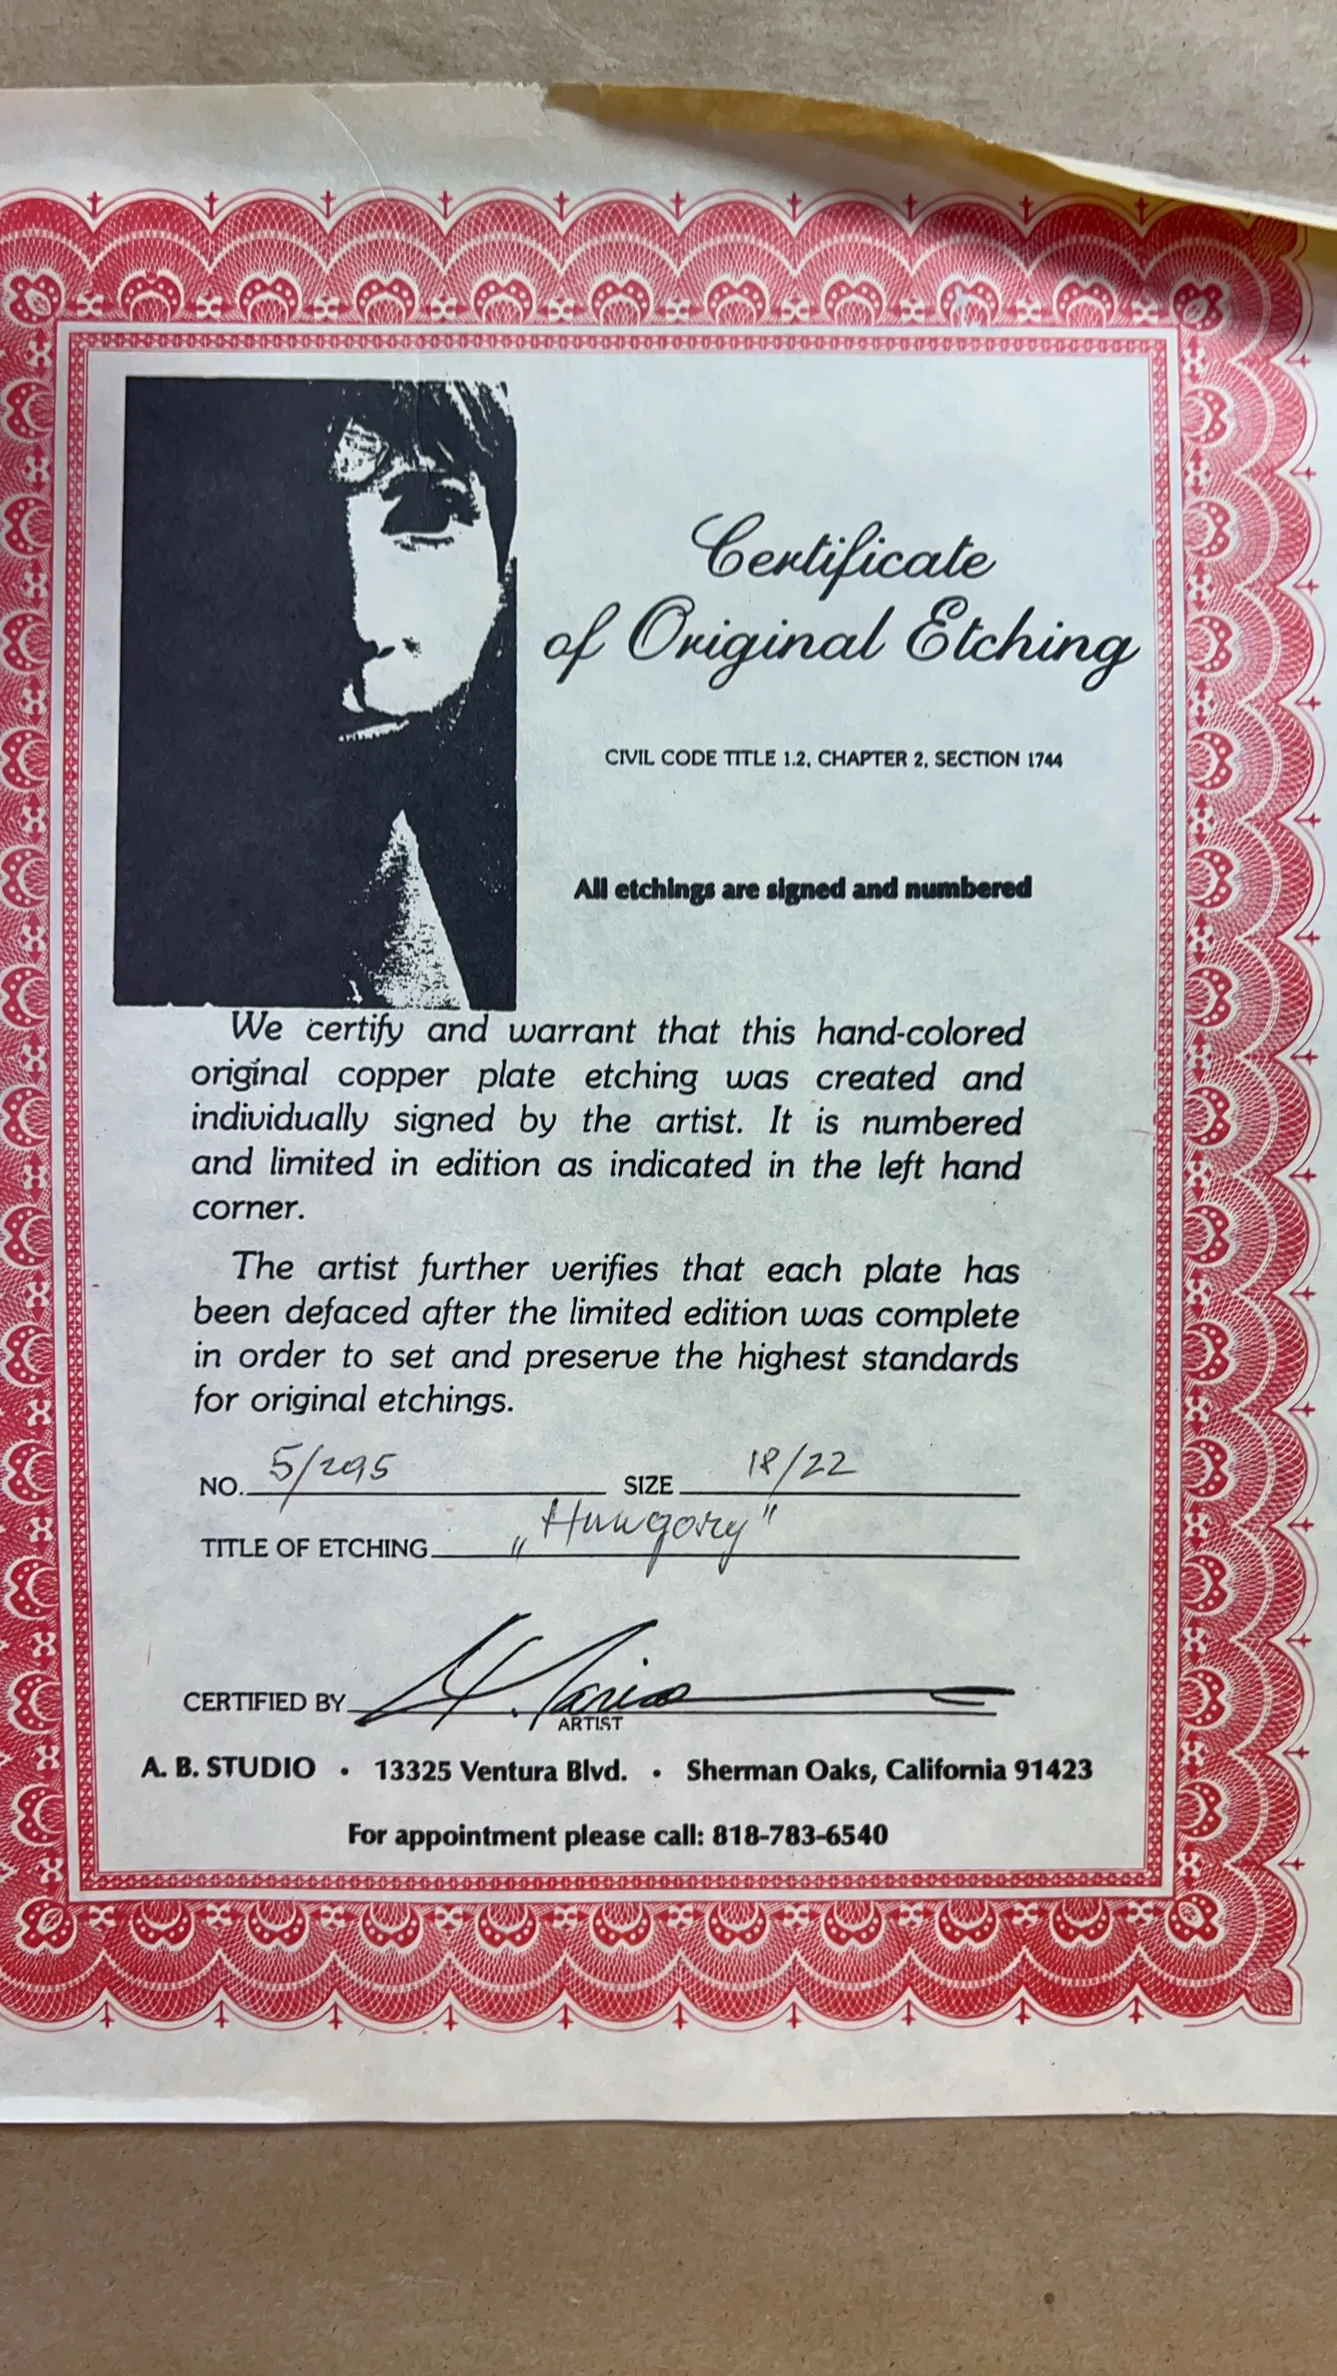 Certificate
of Original Etching
CIVIL CODE TITLE 1.2, CHAPTER 2, SECTION 1744
All etchings are signed and numbered
We certify and warrant that this hand-colored
original copper plate etching was created and
individually signed by the artist. It is numbered
and limited in edition as indicated in the left hand
corner.
The artist further verifies that each plate has
been defaced after the limited edition was complete
in order to set and preserve the highest standards
for original etchings.
NO. 5/295 SIZE 18/22
TITLE OF ETCHING „Hungary"
CERTIFIED BY
ARTIST
A. B. STUDIO • 13325 Ventura Blvd. • Sherman Oaks, California 91423
For appointment please call: 818-783-6540